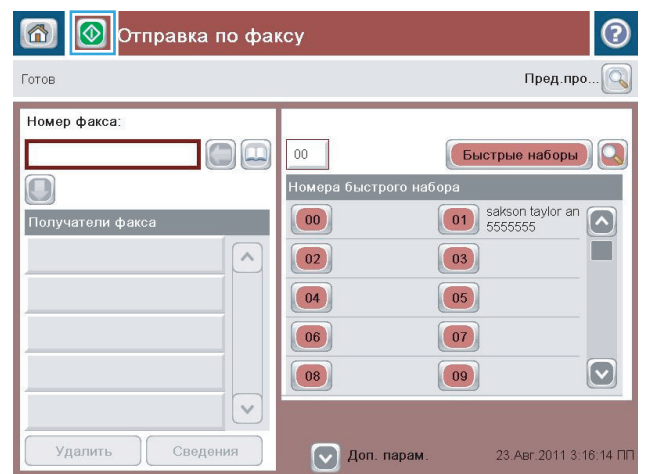 Отправка по факсу
Готов
Пред.про...
Номер факса:
00
Быстрые наборы
Номера быстрого набора
Получатели факса
00
01 sakson taylor an
5555555
02
03
04
05
06
07
08
09
Удалить
Сведения
Доп. парам.
23.Авг.2011 3:16:14 ПП